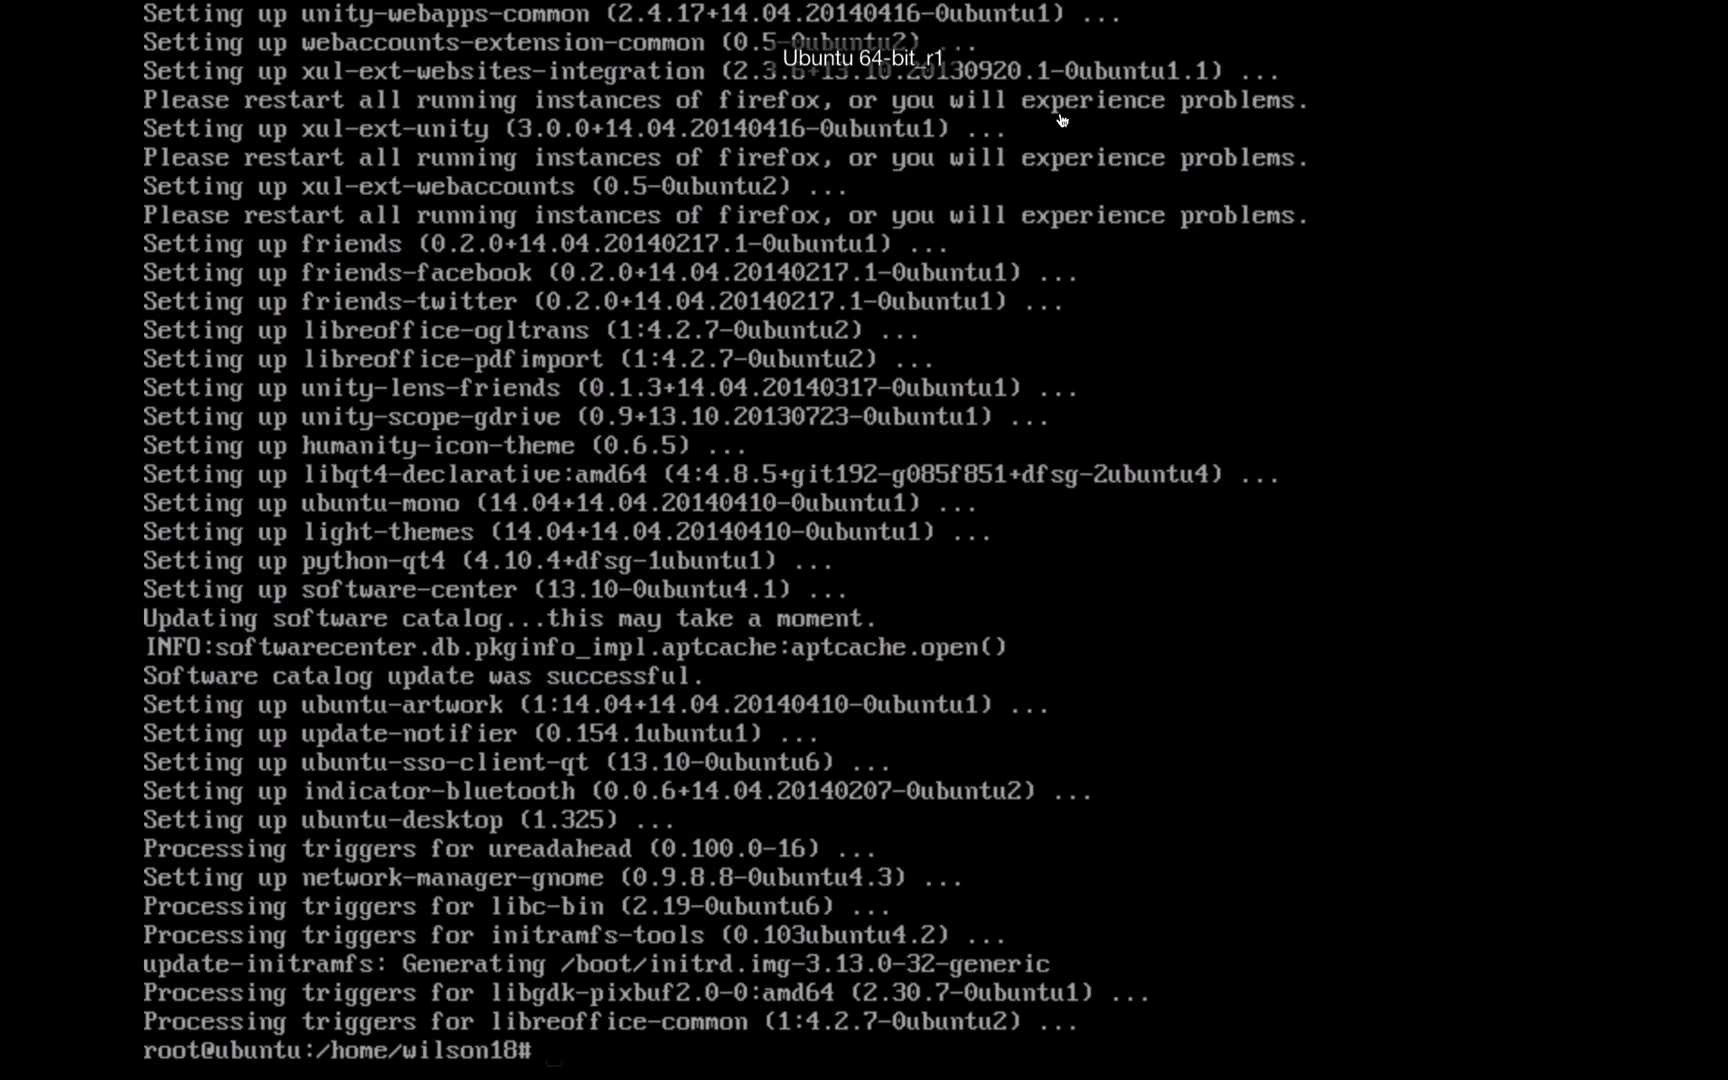 Setting up unity-webapps-common (2.4.17+14.04.20140416-0ubuntu1) ...
Setting up webaccounts-extension-common (0.5-0ubuntu2) ...
Ubuntu 64-bit_r1
Setting up xul-ext-websites-integration (2.3.6+13.10.20130920.1-0ubuntu1.1) ...
Please restart all running instances of firefox, or you will experience problems.
Setting up xul-ext-unity (3.0.0+14.04.20140416-0ubuntu1) ...
Please restart all running instances of firefox, or you will experience problems.
Setting up xul-ext-webaccounts (0.5-0ubuntu2) ...
Please restart all running instances of firefox, or you will experience problems.
Setting up friends (0.2.0+14.04.20140217.1-0ubuntu1) ...
Setting up friends-facebook (0.2.0+14.04.20140217.1-0ubuntu1) ...
Setting up friends-twitter (0.2.0+14.04.20140217.1-0ubuntu1) ...
Setting up libreoffice-ogltrans (1:4.2.7-0ubuntu2) ...
Setting up libreoffice-pdfimport (1:4.2.7-0ubuntu2) ...
Setting up unity-lens-friends (0.1.3+14.04.20140317-0ubuntu1) ...
Setting up unity-scope-gdrive (0.9+13.10.20130723-0ubuntu1) ...
Setting up humanity-icon-theme (0.6.5) ...
Setting up libqt4-declarative:amd64 (4:4.8.5+git192-g085f851+dfsg-2ubuntu4) ...
Setting up ubuntu-mono (14.04+14.04.20140410-0ubuntu1) ...
Setting up light-themes (14.04+14.04.20140410-0ubuntu1) ...
Setting up python-qt4 (4.10.4+dfsg-1ubuntu1) ...
Setting up software-center (13.10-0ubuntu4.1) ...
Updating software catalog...this may take a moment.
INFO:softwarecenter.db.pkginfo_impl.aptcache:aptcache.open()
Software catalog update was successful.
Setting up ubuntu-artwork (1:14.04+14.04.20140410-0ubuntu1) ...
Setting up update-notifier (0.154.1ubuntu1) ...
Setting up ubuntu-sso-client-qt (13.10-0ubuntu6) ...
Setting up indicator-bluetooth (0.0.6+14.04.20140207-0ubuntu2) ...
Setting up ubuntu-desktop (1.325) ...
Processing triggers for ureadahead (0.100.0-16) ...
Setting up network-manager-gnome (0.9.8.8-0ubuntu4.3) ...
Processing triggers for libc-bin (2.19-0ubuntu6) ...
Processing triggers for initramfs-tools (0.103ubuntu4.2) ...
update-initramfs: Generating /boot/initrd.img-3.13.0-32-generic
Processing triggers for libgdk-pixbuf2.0-0:amd64 (2.30.7-0ubuntu1) ...
Processing triggers for libreoffice-common (1:4.2.7-0ubuntu2) ...
root@ubuntu:/home/wilson18# _